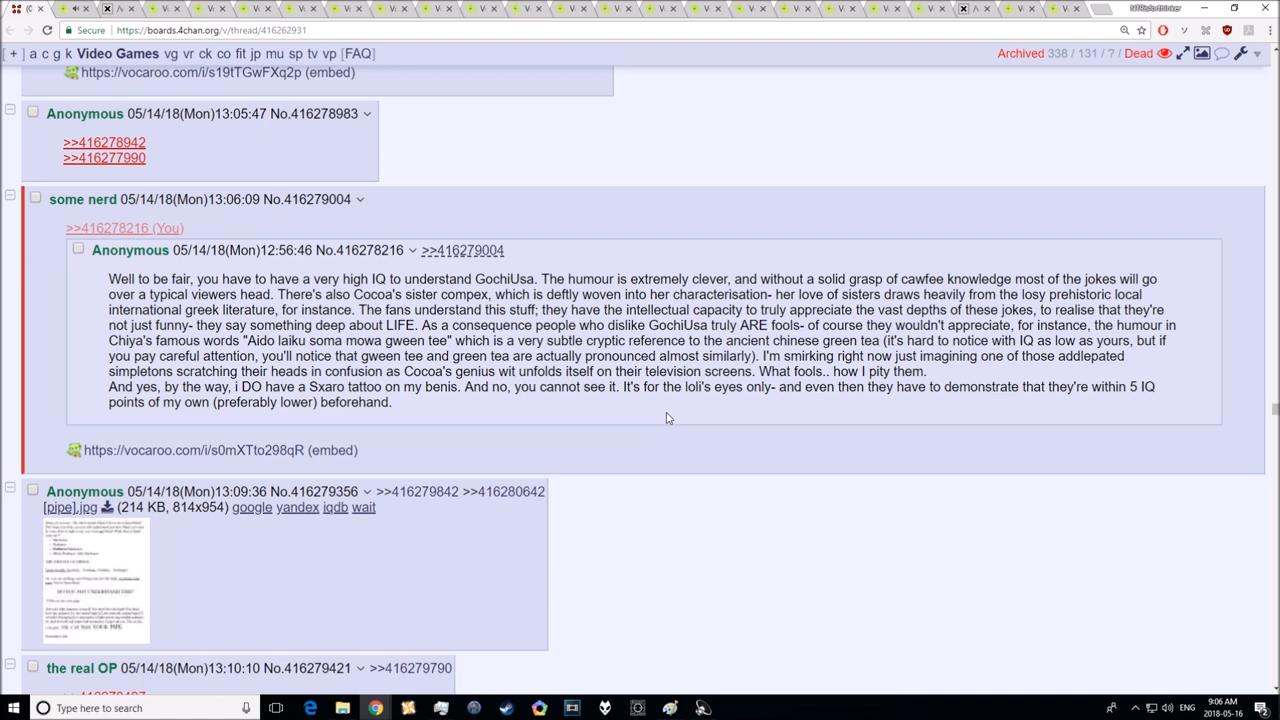 NTRisforthinker
Secure https://boards.4chan.org/v/thread/416262931
[ + ] a c g k Video Games vg vr ck co fit jp mu sp tv vp [FAQ]
Archived 338 / 131 / ? / Dead
https://vocaroo.com/i/s19tTGwFXq2p (embed)
Anonymous 05/14/18(Mon)13:05:47 No.416278983
>>416278942
>>416277990
some nerd 05/14/18(Mon)13:06:09 No.416279004
>>416278216 (You)
Anonymous 05/14/18(Mon)12:56:46 No.416278216 >>416279004
Well to be fair, you have to have a very high IQ to understand GochiUsa. The humour is extremely clever, and without a solid grasp of cawfee knowledge most of the jokes will go
over a typical viewers head. There's also Cocoa's sister compex, which is deftly woven into her characterisation- her love of sisters draws heavily from the losy prehistoric local
international greek literature, for instance. The fans understand this stuff; they have the intellectual capacity to truly appreciate the vast depths of these jokes, to realise that they're
not just funny- they say something deep about LIFE. As a consequence people who dislike GochiUsa truly ARE fools- of course they wouldn't appreciate, for instance, the humour in
Chiya's famous words "Aido laiku soma mowa gween tee" which is a very subtle cryptic reference to the ancient chinese green tea (it's hard to notice with IQ as low as yours, but if
you pay careful attention, you'll notice that gween tee and green tea are actually pronounced almost similarly). I'm smirking right now just imagining one of those addlepated
simpletons scratching their heads in confusion as Cocoa's genius wit unfolds itself on their television screens. What fools.. how I pity them.
And yes, by the way, i DO have a Sxaro tattoo on my benis. And no, you cannot see it. It's for the loli's eyes only- and even then they have to demonstrate that they're within 5 IQ
points of my own (preferably lower) beforehand.
https://vocaroo.com/i/s0mXTto298qR (embed)
Anonymous 05/14/18(Mon)13:09:36 No.416279356 >>416279842 >>416280642
[pipe].jpg (214 KB, 814x954) google yandex iqdb wait
the real OP 05/14/18(Mon)13:10:10 No.416279421 >>416279790
Type here to search
ENG
9:06 AM
2018-05-16